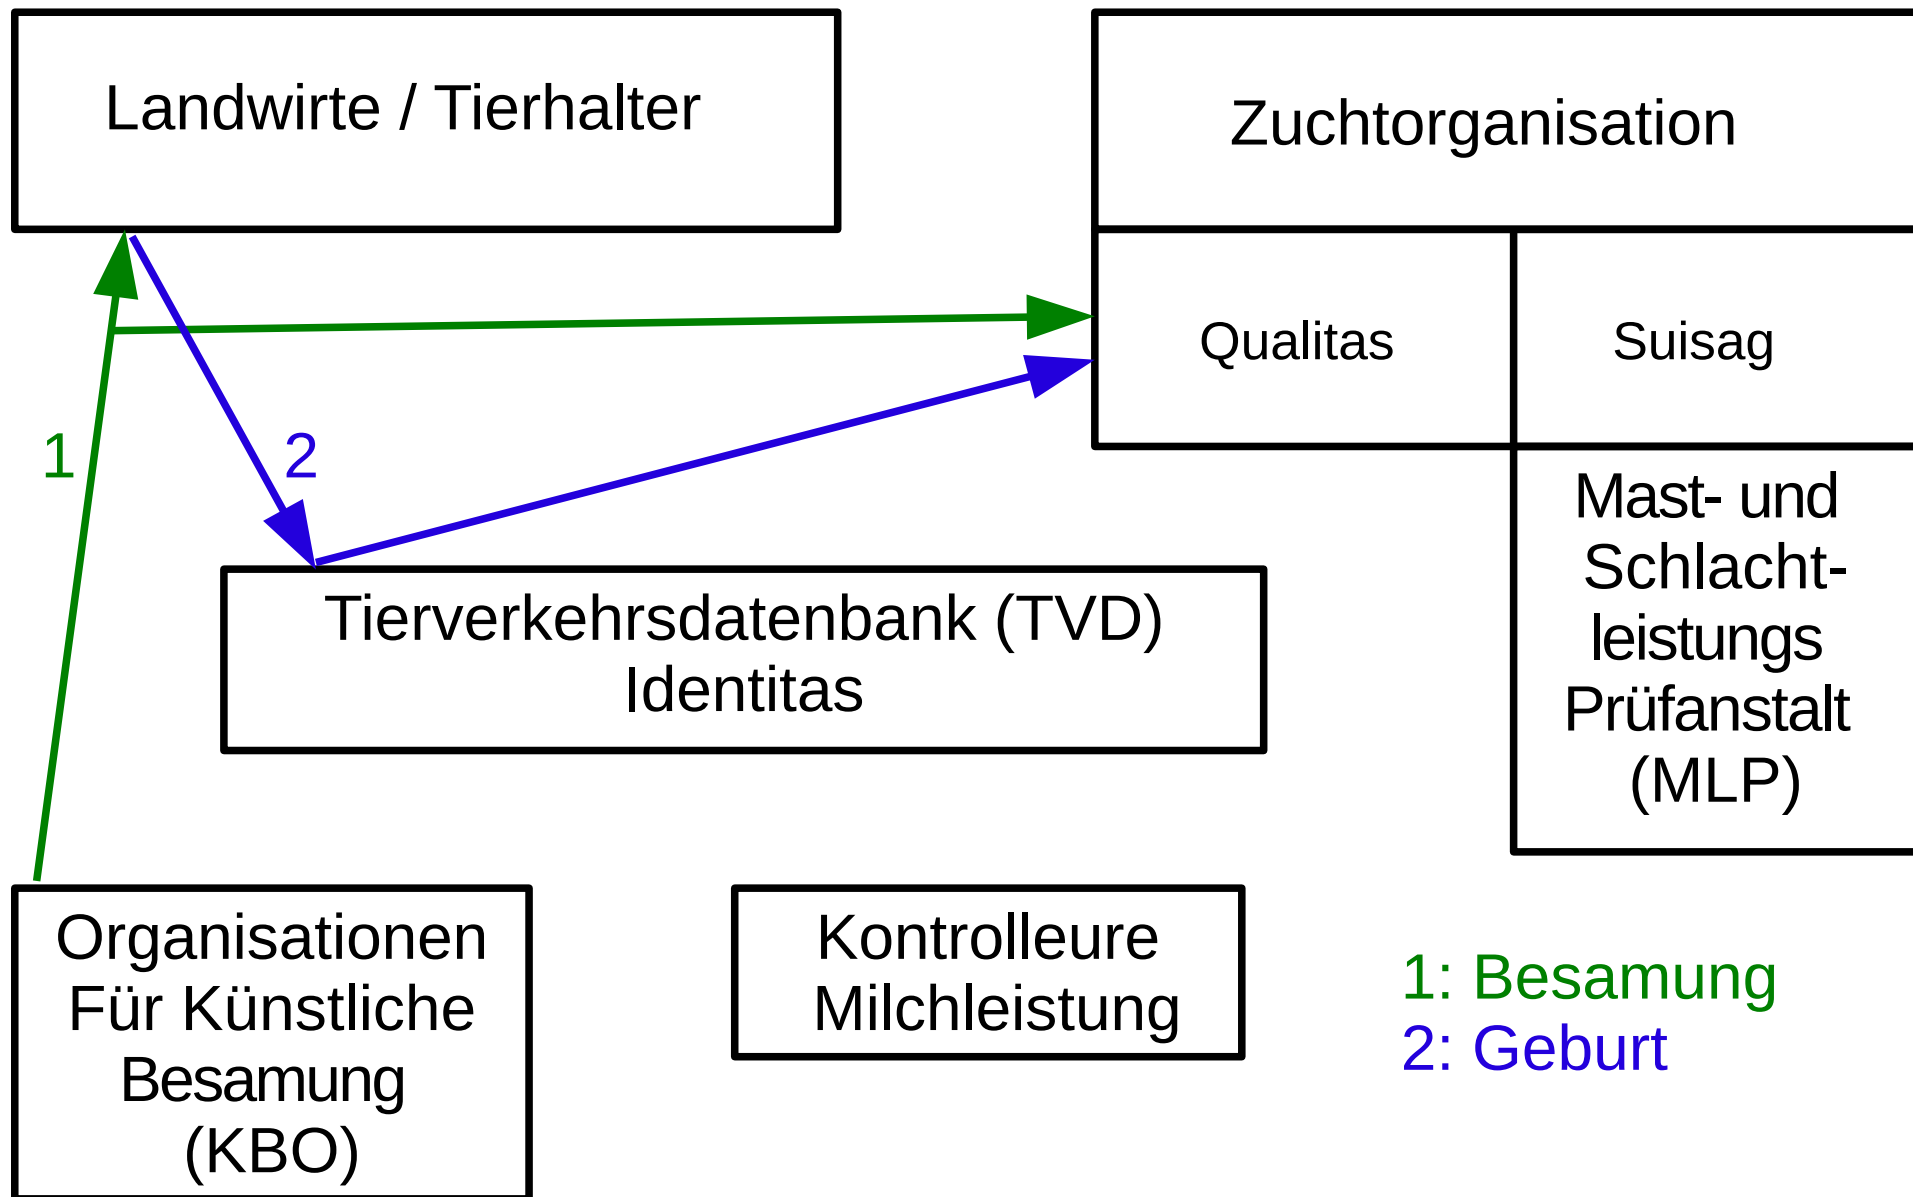 Landwirte / Tierhalter
Zuchtorganisation
Qualitas
Suisag
1
2
Mast- und
Schlacht-
leistungs
Prüfanstalt
(MLP)
Tierverkehrsdatenbank (TVD)
Identitas
Organisationen
Für Künstliche
Besamung
(KBO)
Kontrolleure
Milchleistung
1: Besamung
2: Geburt